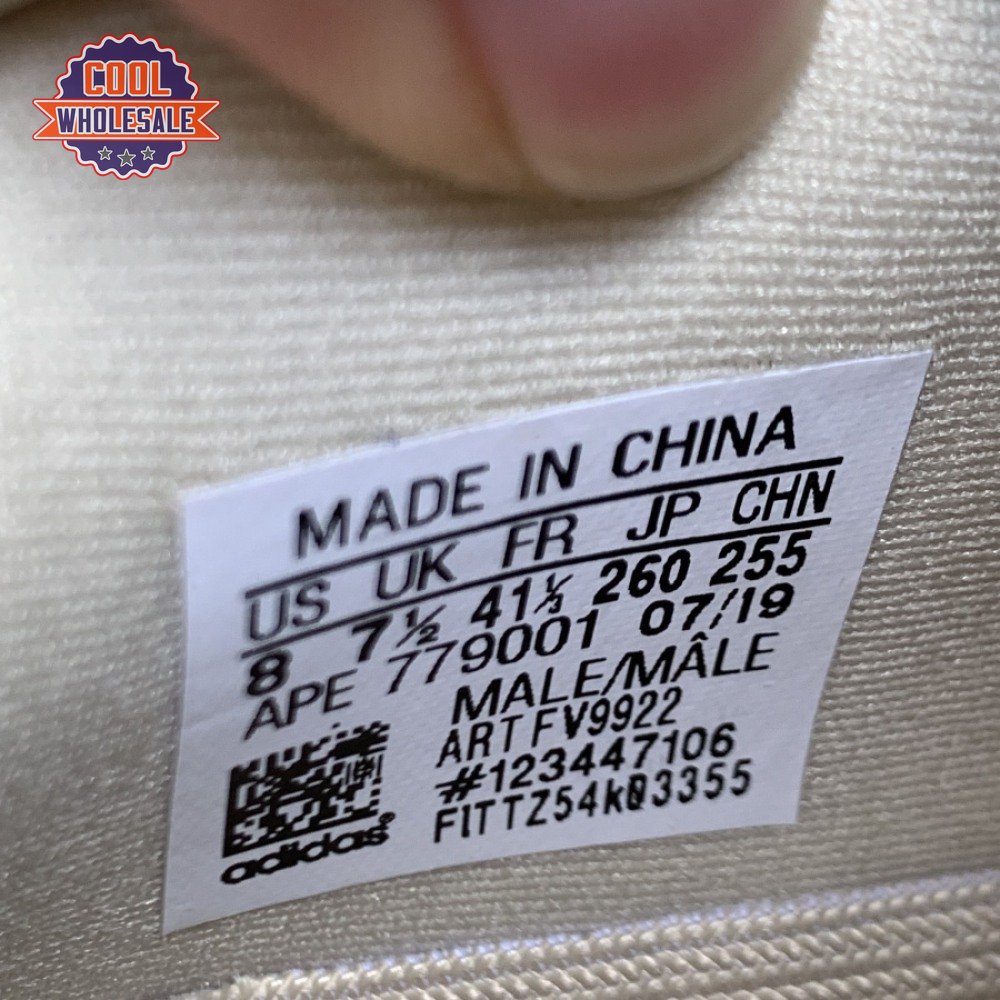 COOL
WHOLESALE
MADE IN CHINA
US UK FR JP CHN
8 7½ 41⅓ 260 255
APE 779001 07/19
MALE/MÂLE
ART FV9922
#123447106
FITTZ54k03355
adidas®